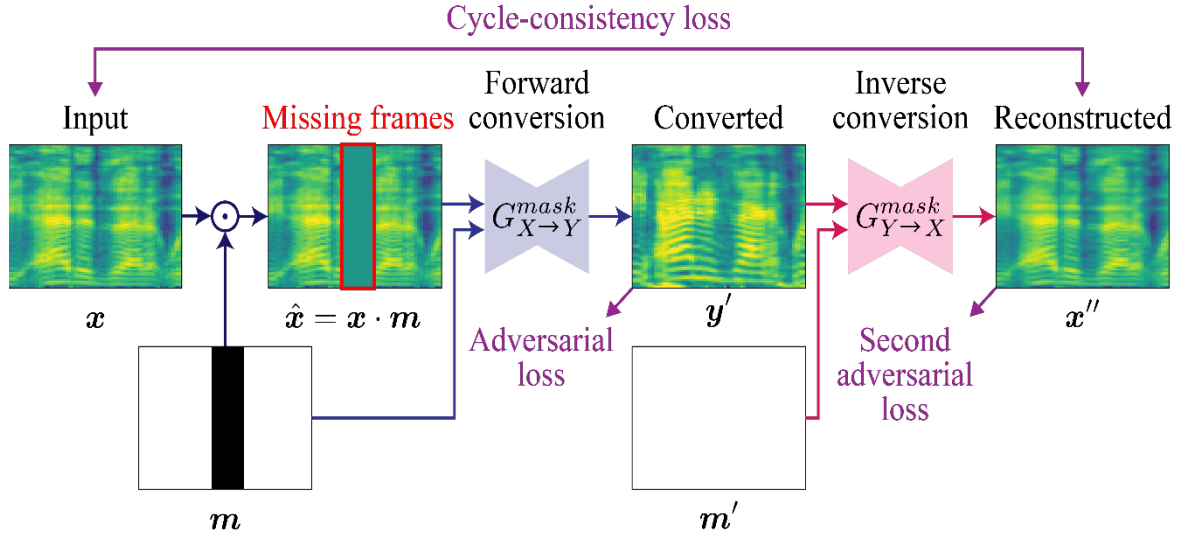 Cycle-consistency loss
Input
Missing frames
Forward
conversion
Converted
Inverse
conversion
Reconstructed
G^{mask}_{X→Y}
G^{mask}_{Y→X}
x
x̂ = x · m
y′
x′′
Adversarial
loss
Second
adversarial
loss
m
m′